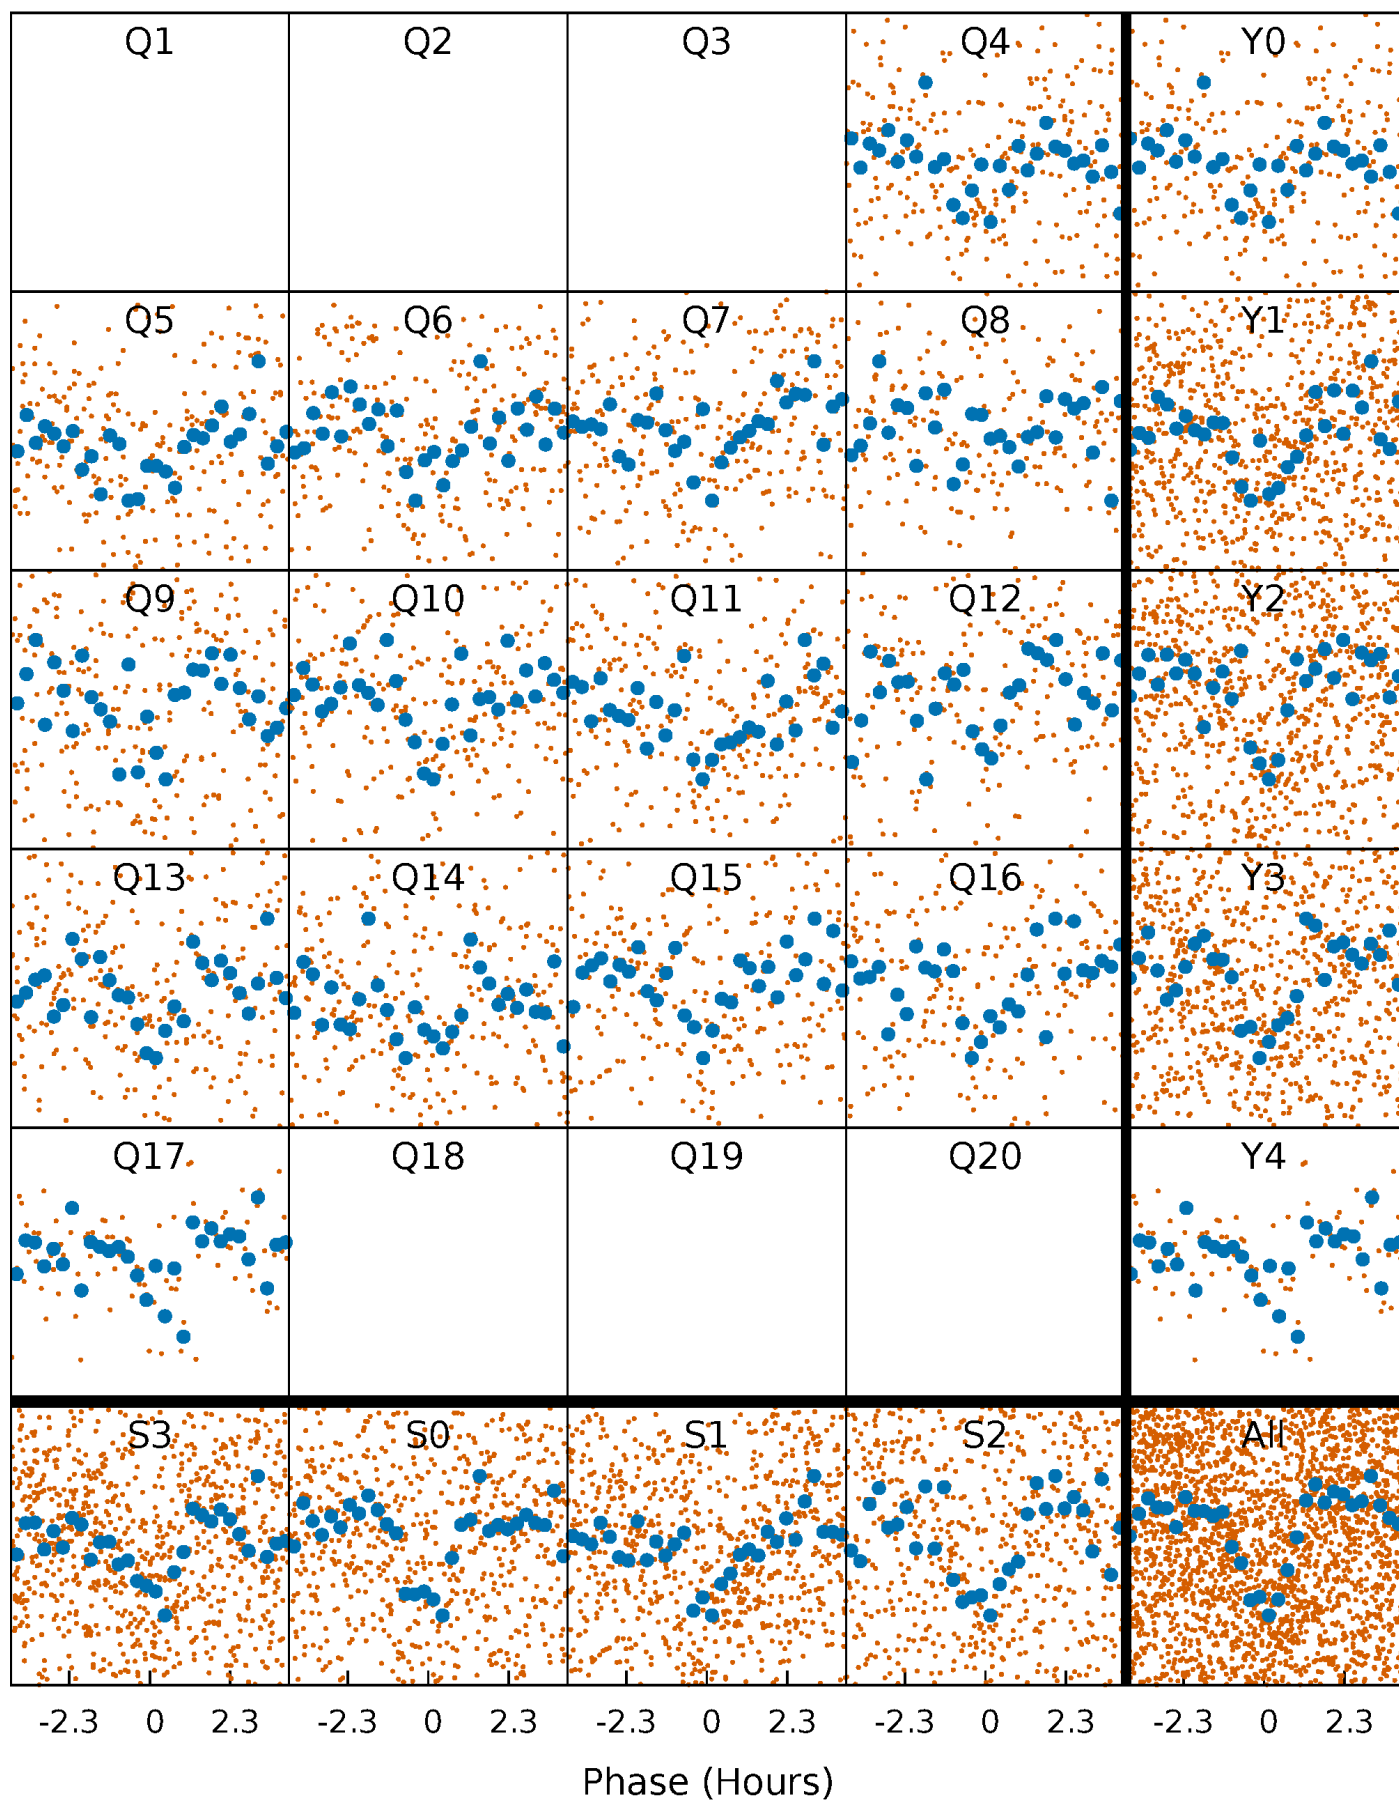 Q1 Q2 Q3 Q4 Y0
Q5 Q6 Q7 Q8 Y1
Q9 Q10 Q11 Q12 Y2
Q13 Q14 Q15 Q16 Y3
Q17 Q18 Q19 Q20 Y4
S3 S0 S1 S2 All
-2.3 0 2.3 -2.3 0 2.3 -2.3 0 2.3 -2.3 0 2.3 -2.3 0 2.3
Phase (Hours)